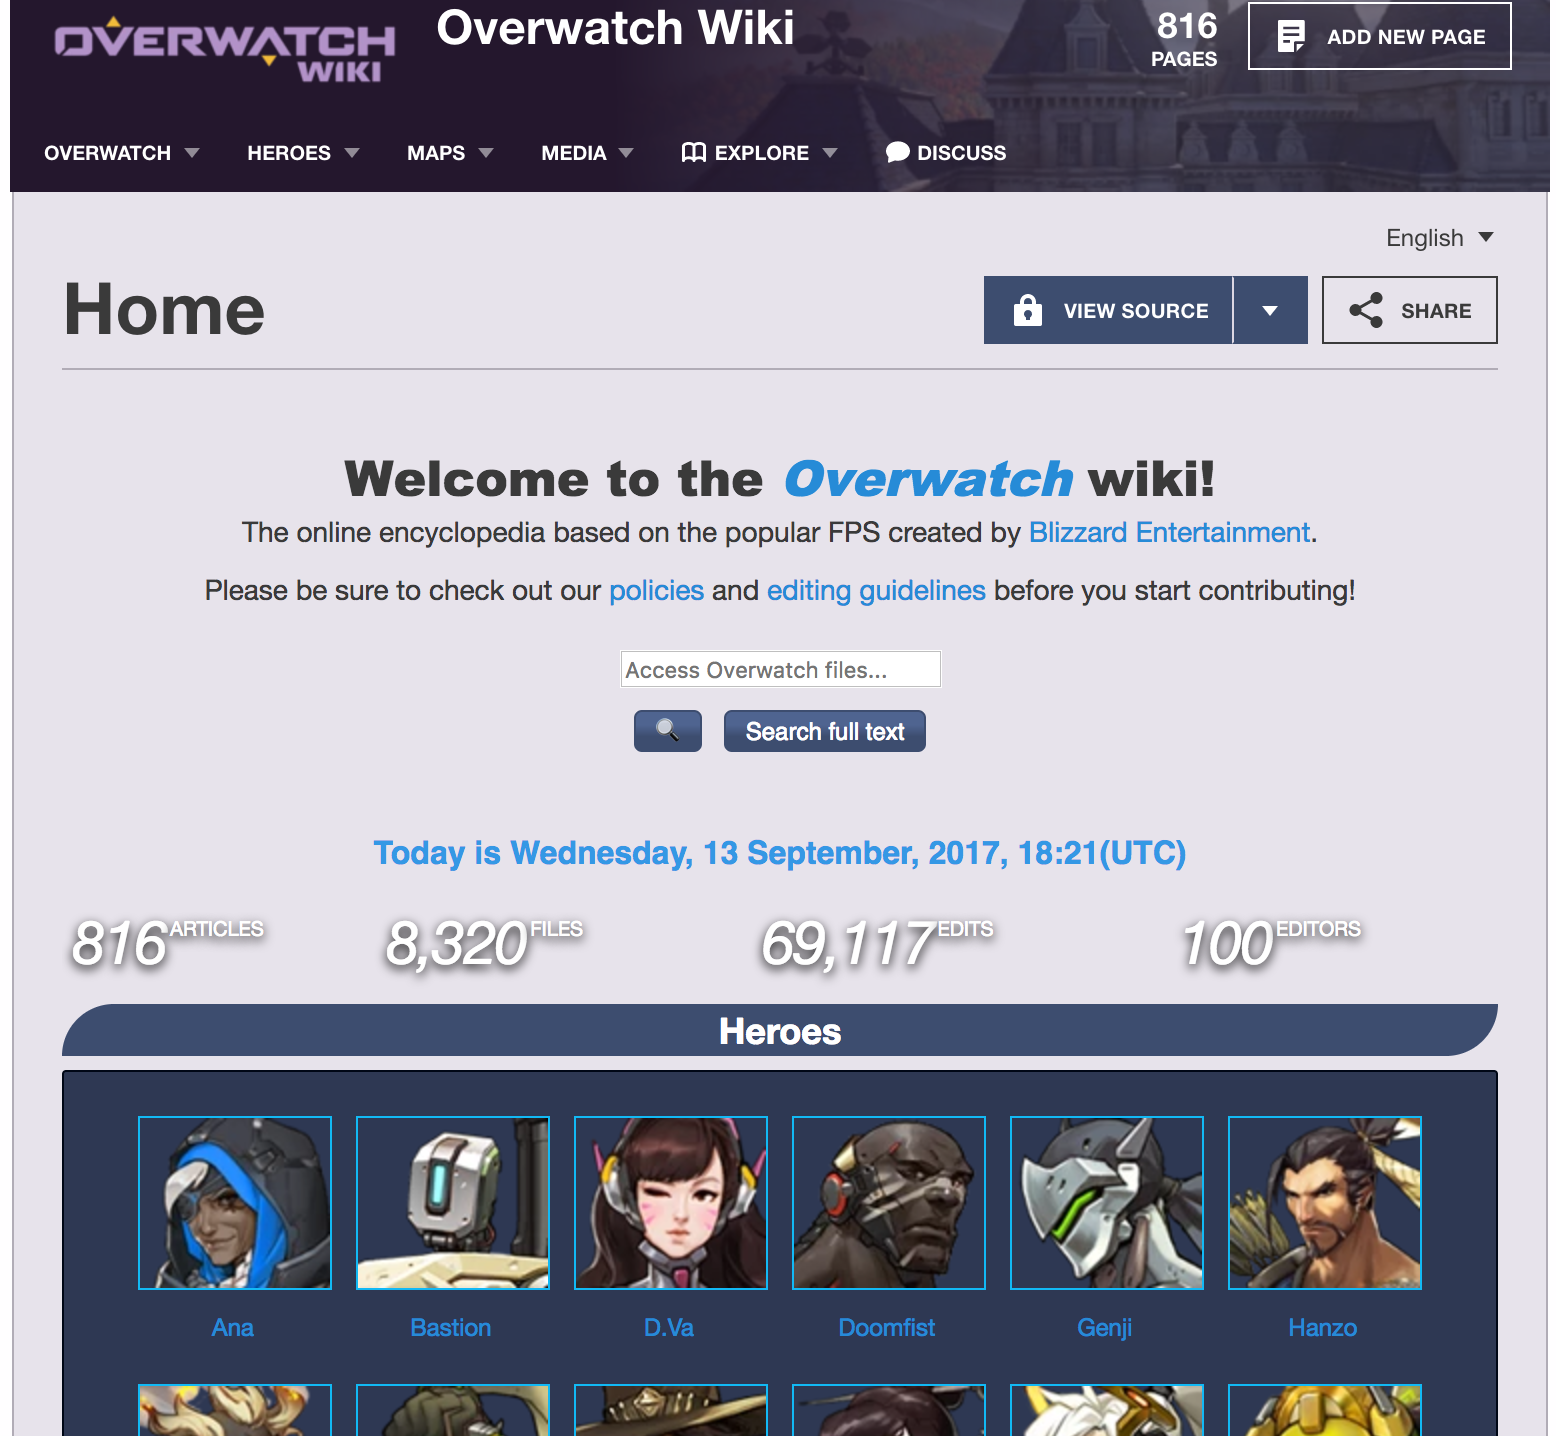 OVERWATCH
WIKI
Overwatch Wiki
816
PAGES
ADD NEW PAGE
OVERWATCH
HEROES
MAPS
MEDIA
EXPLORE
DISCUSS
English
Home
VIEW SOURCE
SHARE
Welcome to the Overwatch wiki!
The online encyclopedia based on the popular FPS created by Blizzard Entertainment.
Please be sure to check out our policies and editing guidelines before you start contributing!
Access Overwatch files...
Search full text
Today is Wednesday, 13 September, 2017, 18:21(UTC)
816 ARTICLES
8,320 FILES
69,117 EDITS
100 EDITORS
Heroes
Ana
Bastion
D.Va
Doomfist
Genji
Hanzo